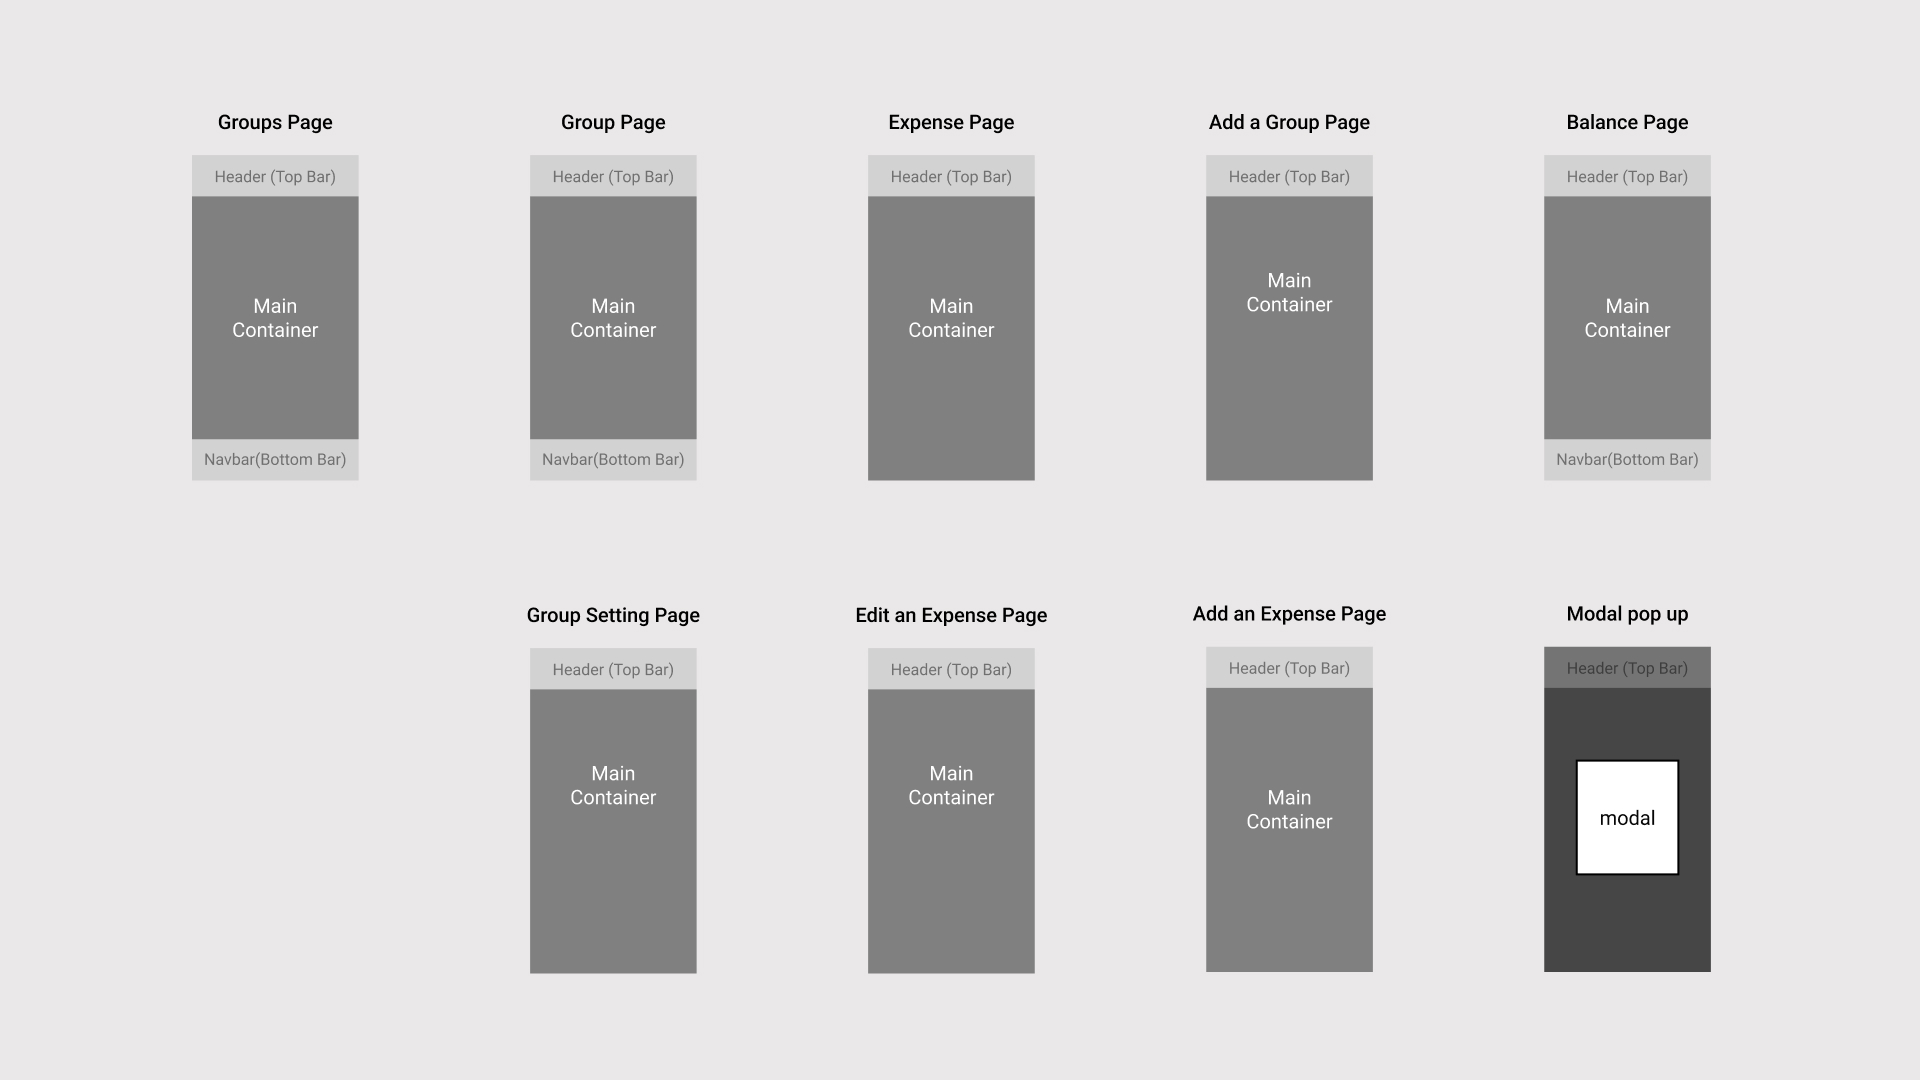 Groups Page
Header (Top Bar)
Main
Container
Navbar(Bottom Bar)
Group Page
Header (Top Bar)
Main
Container
Navbar(Bottom Bar)
Expense Page
Header (Top Bar)
Main
Container
Add a Group Page
Header (Top Bar)
Main
Container
Balance Page
Header (Top Bar)
Main
Container
Navbar(Bottom Bar)
Group Setting Page
Header (Top Bar)
Main
Container
Edit an Expense Page
Header (Top Bar)
Main
Container
Add an Expense Page
Header (Top Bar)
Main
Container
Modal pop up
Header (Top Bar)
modal